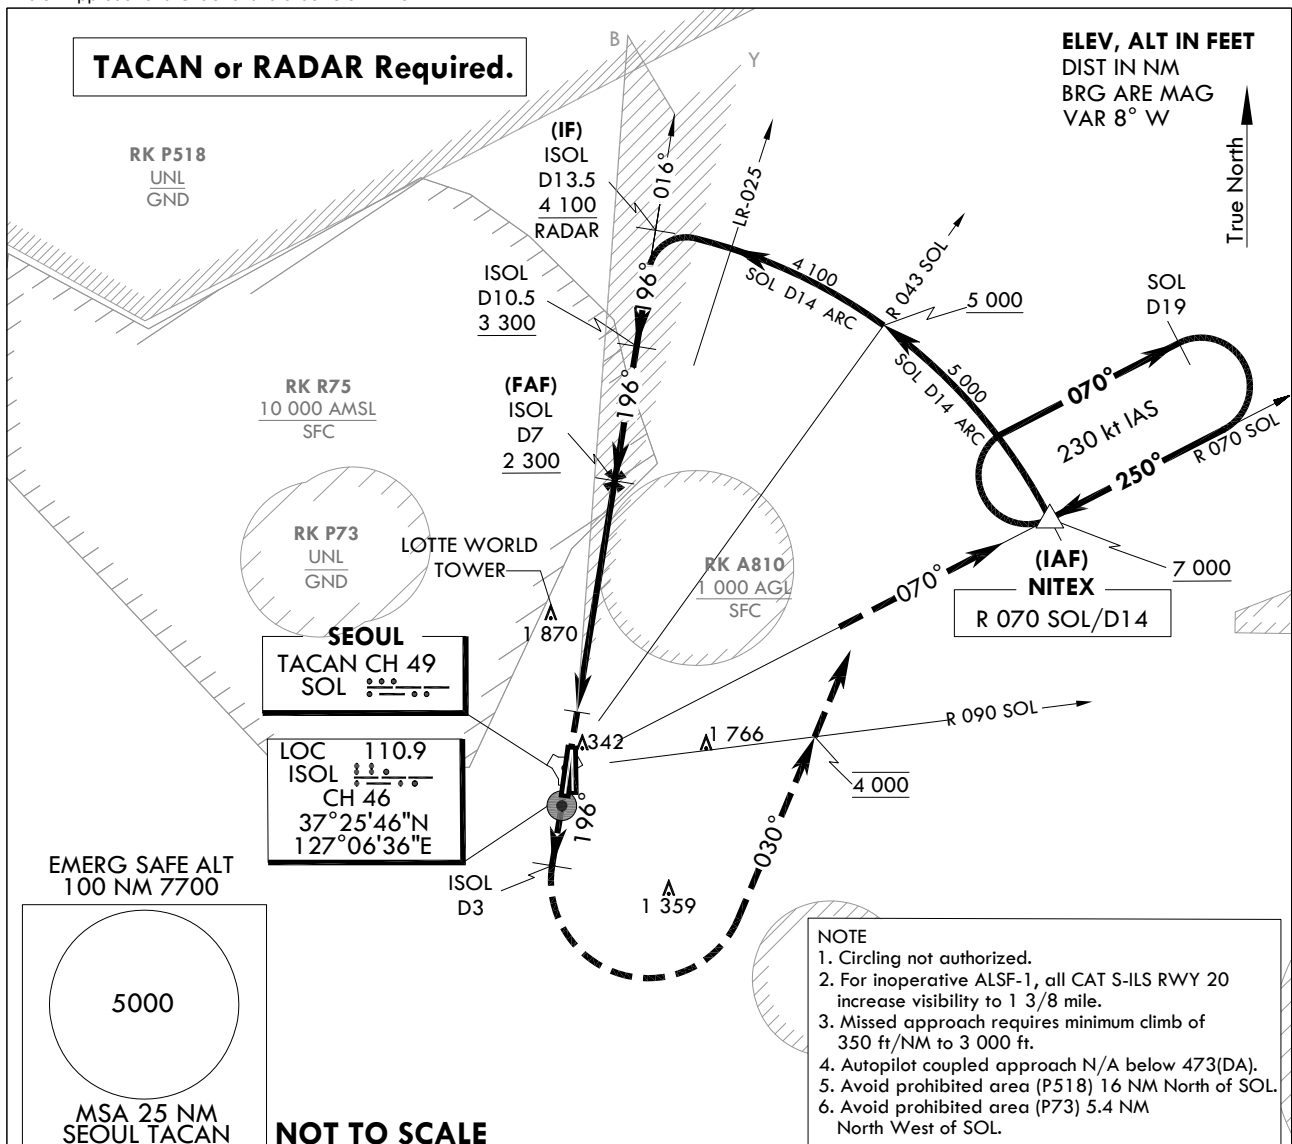 TACAN or RADAR Required.
ELEV, ALT IN FEET
DIST IN NM
BRG ARE MAG
VAR 8° W
True North
B
Y
RK P518
UNL
GND
(IF)
ISOL
D13.5
4 100
RADAR
016°
LR-025
196°
4 100
SOL D14 ARC
R 043 SOL
5 000
SOL
D19
ISOL
D10.5
3 300
5 000
SOL D14 ARC
070°
230 kt IAS
250°
R 070 SOL
RK R75
10 000 AMSL
SFC
(FAF)
ISOL
D7
2 300
196°
RK P73
UNL
GND
LOTTE WORLD
TOWER
1 870
RK A810
1 000 AGL
SFC
070°
(IAF)
NITEX
R 070 SOL/D14
7 000
SEOUL
TACAN CH 49
SOL
R 090 SOL
342
1 766
4 000
LOC 110.9
ISOL
CH 46
37°25'46"N
127°06'36"E
196°
030°
ISOL
D3
1 359
EMERG SAFE ALT
100 NM 7700
5000
MSA 25 NM
SEOUL TACAN
NOT TO SCALE
NOTE
1. Circling not authorized.
2. For inoperative ALSF-1, all CAT S-ILS RWY 20
increase visibility to 1 3/8 mile.
3. Missed approach requires minimum climb of
350 ft/NM to 3 000 ft.
4. Autopilot coupled approach N/A below 473(DA).
5. Avoid prohibited area (P518) 16 NM North of SOL.
6. Avoid prohibited area (P73) 5.4 NM
North West of SOL.